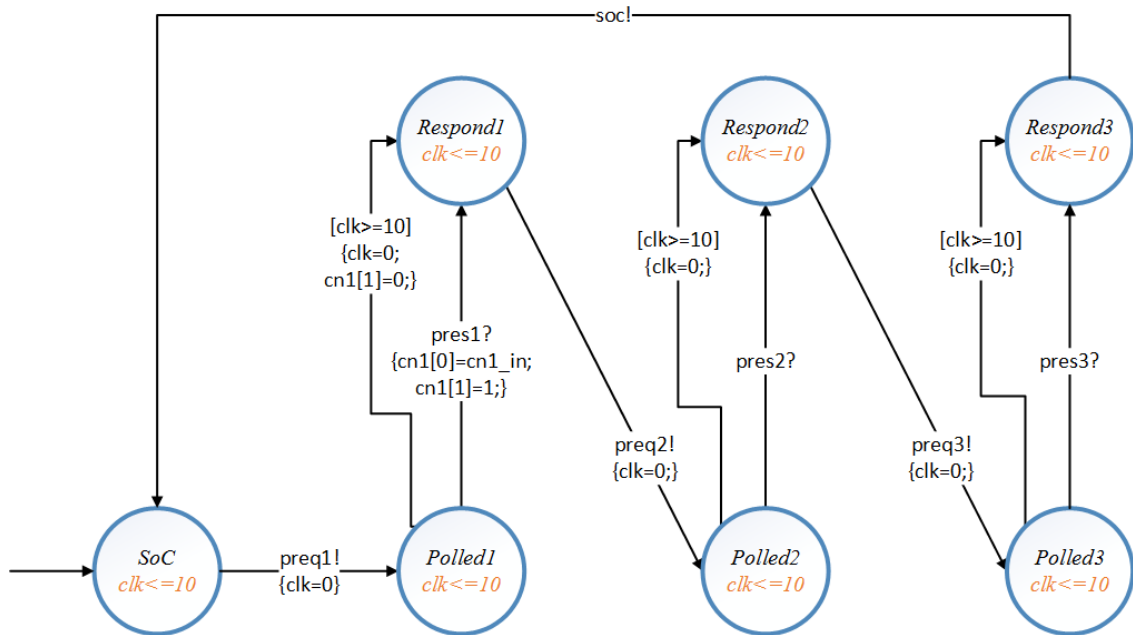 soc!
Respond1
clk<=10
Respond2
clk<=10
Respond3
clk<=10
[clk>=10]
{clk=0;
cn1[1]=0;}
pres1?
{cn1[0]=cn1_in;
cn1[1]=1;}
[clk>=10]
{clk=0;}
pres2?
[clk>=10]
{clk=0;}
pres3?
preq2!
{clk=0;}
preq3!
{clk=0;}
SoC
clk<=10
preq1!
{clk=0}
Polled1
clk<=10
Polled2
clk<=10
Polled3
clk<=10